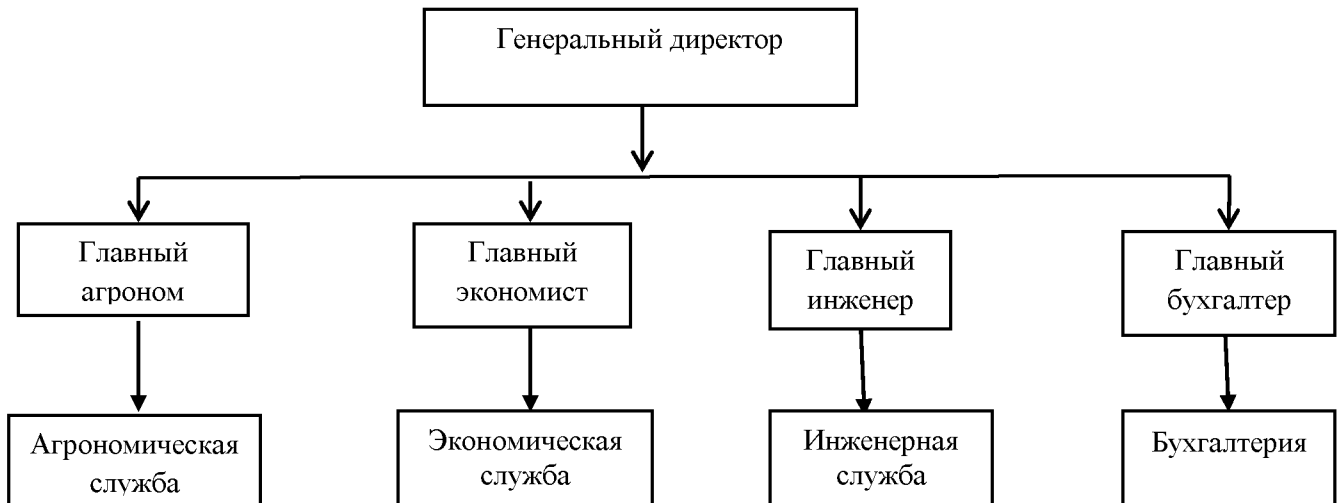 Генеральный директор
Главный
агроном
Главный
экономист
Главный
инженер
Главный
бухгалтер
Агрономическая
служба
Экономическая
служба
Инженерная
служба
Бухгалтерия